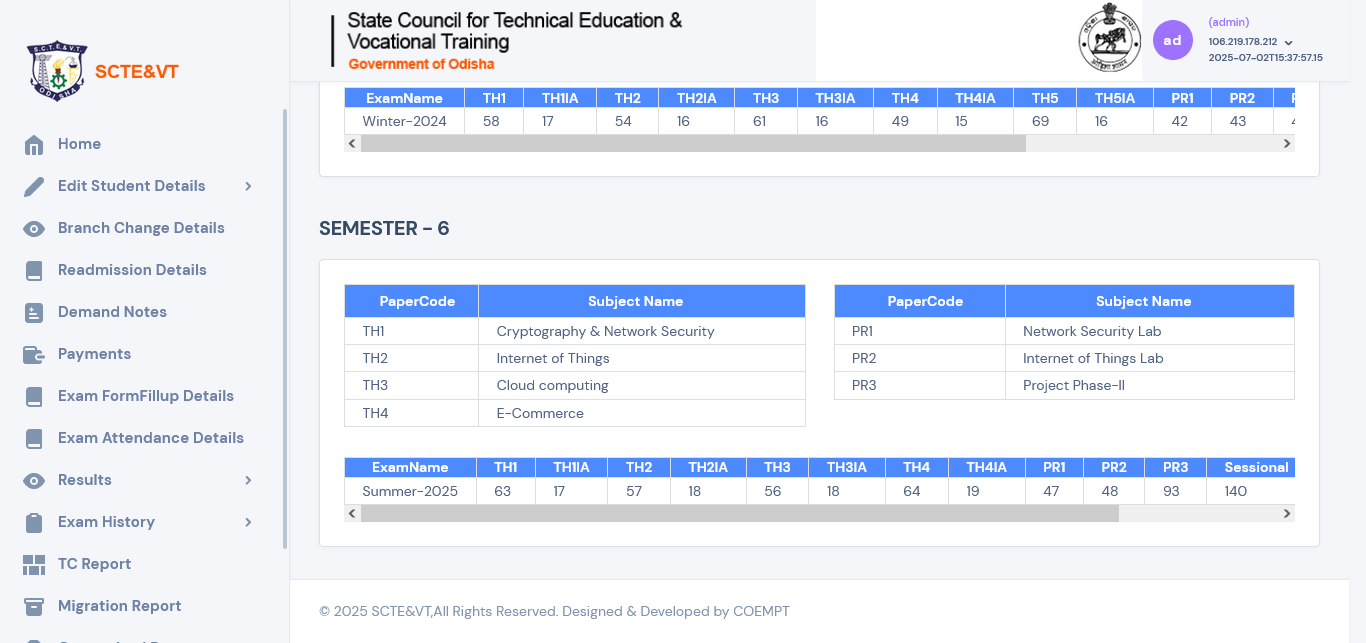 S.C.T.E.&V.T.
ODISHA
SCTE&VT
Home
Edit Student Details
Branch Change Details
Readmission Details
Demand Notes
Payments
Exam FormFillup Details
Exam Attendance Details
Results
Exam History
TC Report
Migration Report
State Council for Technical Education &
Vocational Training
Government of Odisha
ad
(admin)
106.219.178.212
2025-07-02T15:37:57.15
ExamName TH1 TH1IA TH2 TH2IA TH3 TH3IA TH4 TH4IA TH5 TH5IA PR1 PR2
Winter-2024 58 17 54 16 61 16 49 15 69 16 42 43
SEMESTER - 6
PaperCode Subject Name
TH1 Cryptography & Network Security
TH2 Internet of Things
TH3 Cloud computing
TH4 E-Commerce
PaperCode Subject Name
PR1 Network Security Lab
PR2 Internet of Things Lab
PR3 Project Phase-II
ExamName TH1 TH1IA TH2 TH2IA TH3 TH3IA TH4 TH4IA PR1 PR2 PR3 Sessional
Summer-2025 63 17 57 18 56 18 64 19 47 48 93 140
© 2025 SCTE&VT,All Rights Reserved. Designed & Developed by COEMPT